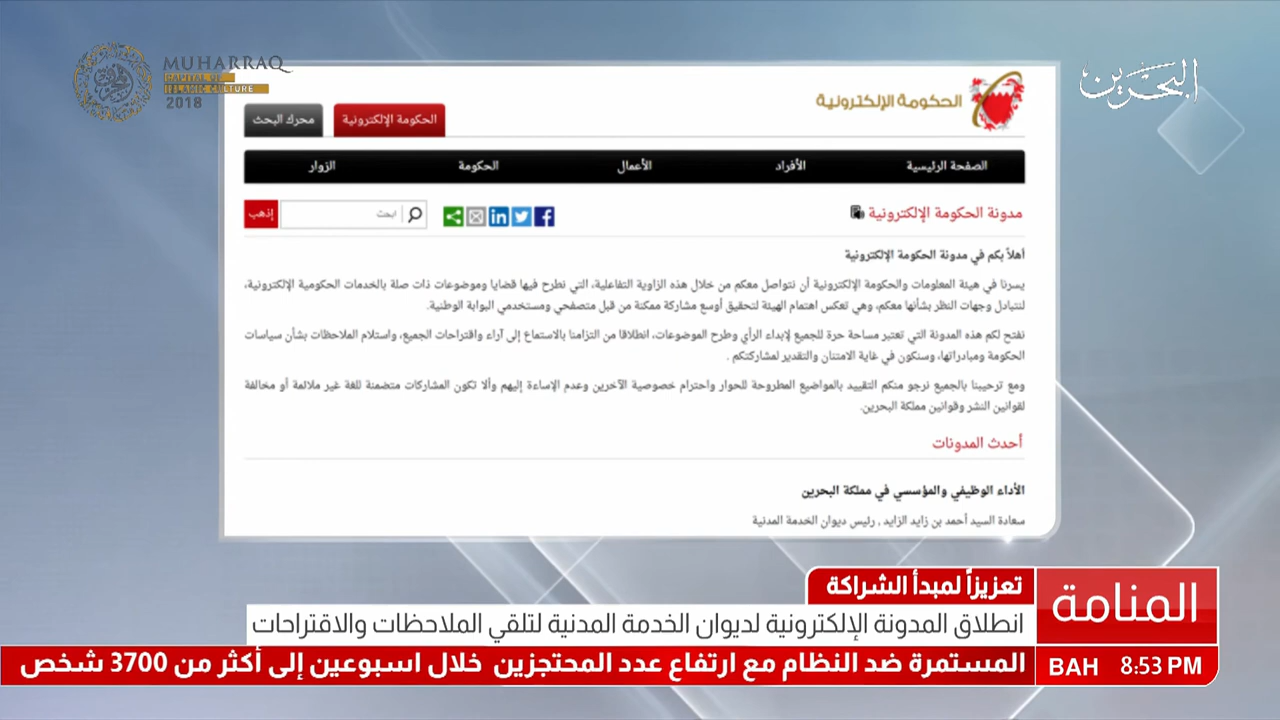 MUHARRAQ
CAPITAL OF
ISLAMIC CULTURE
2018
البحرين
الحكومة الإلكترونية
الحكومة الإلكترونية
محرك البحث
الصفحة الرئيسية
الأفراد
الأعمال
الحكومة
الزوار
مدونة الحكومة الإلكترونية
ابحث
إذهب
أهلاً بكم في مدونة الحكومة الإلكترونية
يسرنا في هيئة المعلومات والحكومة الإلكترونية أن نتواصل معكم من خلال هذه الزاوية التفاعلية، التي نطرح فيها قضايا وموضوعات ذات صلة بالخدمات الحكومية الإلكترونية،
لنتبادل وجهات النظر بشأنها معكم، وهي تعكس اهتمام الهيئة لتحقيق أوسع مشاركة ممكنة من قبل متصفحي ومستخدمي البوابة الوطنية.
نفتح لكم هذه المدونة التي تعتبر مساحة حرة للجميع لإبداء الرأي وطرح الموضوعات، انطلاقا من التزامنا بالاستماع إلى آراء واقتراحات الجميع، واستلام الملاحظات بشأن سياسات
الحكومة ومبادراتها، وسنكون في غاية الامتنان والتقدير لمشاركتكم .
ومع ترحيبنا بالجميع نرجو منكم التقييد بالمواضيع المطروحة للحوار واحترام خصوصية الآخرين وعدم الإساءة إليهم وألا تكون المشاركات متضمنة للغة غير ملائمة أو مخالفة
لقوانين النشر وقوانين مملكة البحرين.
أحدث المدونات
الأداء الوظيفي والمؤسسي في مملكة البحرين
سعادة السيد أحمد بن زايد الزايد , رئيس ديوان الخدمة المدنية
تعزيزاً لمبدأ الشراكة
المنامة
انطلاق المدونة الإلكترونية لديوان الخدمة المدنية لتلقي الملاحظات والاقتراحات
BAH 8:53 PM
المستمرة ضد النظام مع ارتفاع عدد المحتجزين خلال اسبوعين إلى أكثر من 3700 شخص